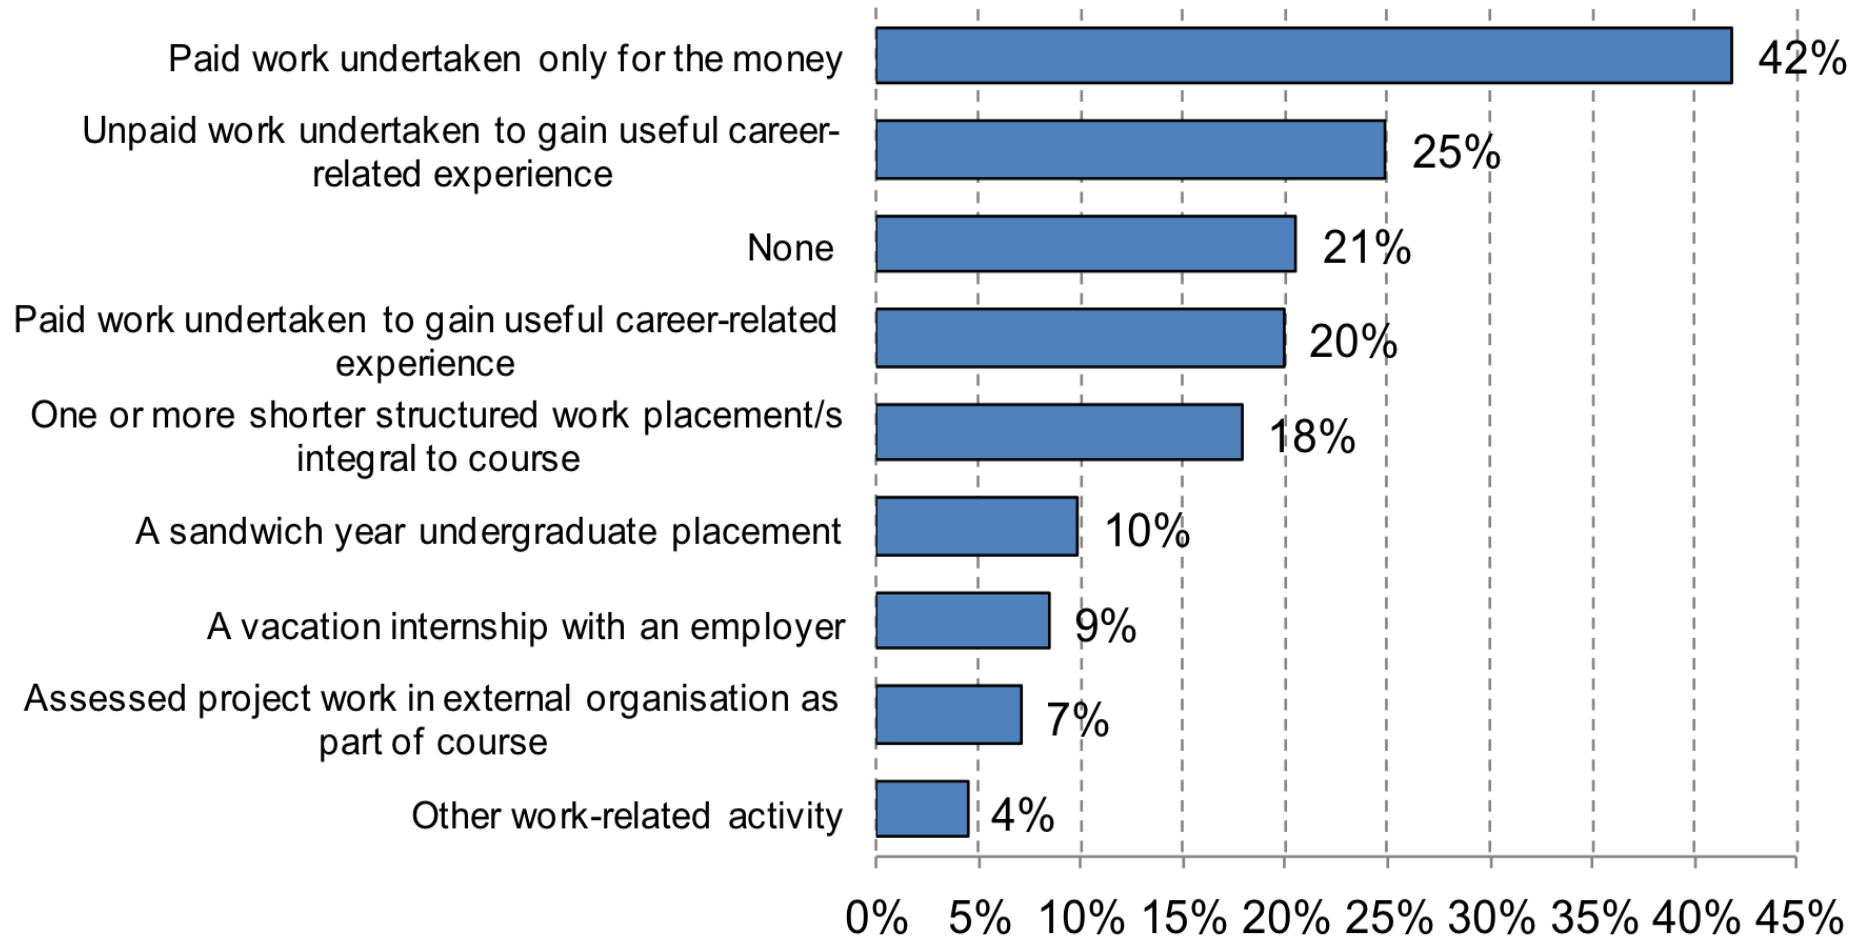 Paid work undertaken only for the money
42%
Unpaid work undertaken to gain useful career-
related experience
25%
None
21%
Paid work undertaken to gain useful career-related
experience
20%
One or more shorter structured work placement/s
integral to course
18%
A sandwich year undergraduate placement
10%
A vacation internship with an employer
9%
Assessed project work in external organisation as
part of course
7%
Other work-related activity
4%
0% 5% 10% 15% 20% 25% 30% 35% 40% 45%